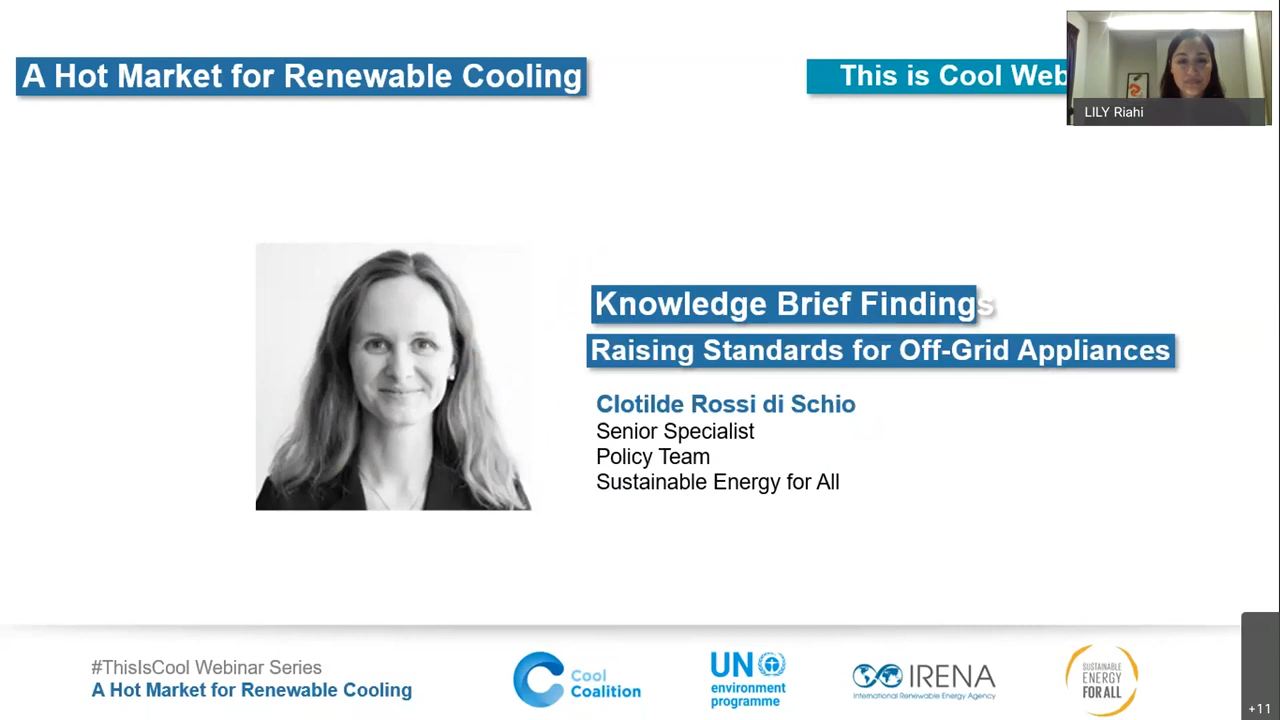 A Hot Market for Renewable Cooling
This is Cool Web
LILY Riahi
Knowledge Brief Findings
Raising Standards for Off-Grid Appliances
Clotilde Rossi di Schio
Senior Specialist
Policy Team
Sustainable Energy for All
#ThisIsCool Webinar Series
A Hot Market for Renewable Cooling
Cool
Coalition
UN
environment
programme
IRENA
International Renewable Energy Agency
SUSTAINABLE
ENERGY
FOR ALL
+11